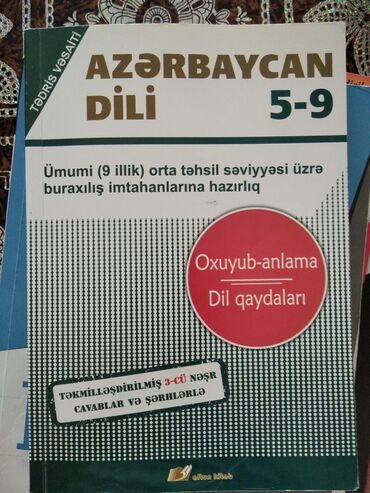 TƏDRİS VƏSAİTİ
AZƏRBAYCAN
DİLİ 5-9
Ümumi (9 illik) orta təhsil səviyyəsi üzrə
buraxılış imtahanlarına hazırlıq
Oxuyub-anlama
Dil qaydaları
TƏKMİLLƏŞDİRİLMİŞ 3-CÜ NƏŞR
CAVABLAR VƏ ŞƏRHLƏRLƏ